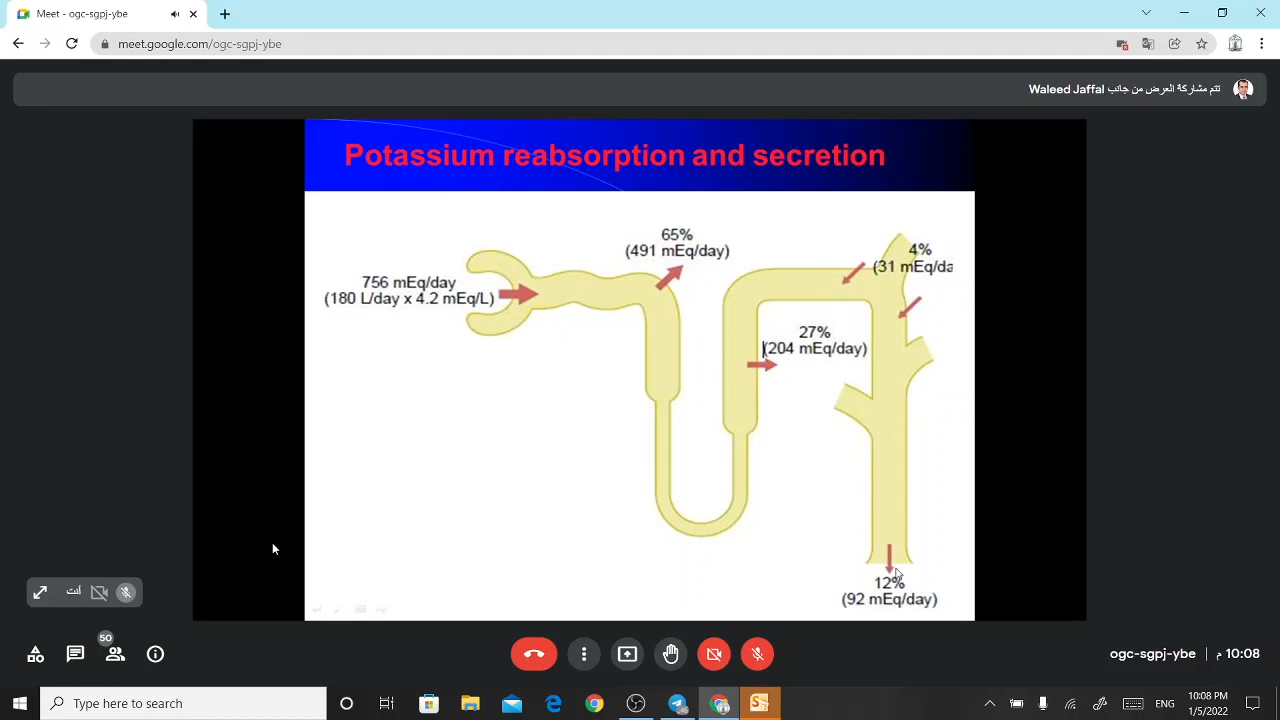 Meet - ogc-sgpj-ybe
meet.google.com/ogc-sgpj-ybe
تتم مشاركة العرض من جانب Waleed Jaffal
Potassium reabsorption and secretion
65%
(491 mEq/day)
4%
(31 mEq/da
756 mEq/day
(180 L/day x 4.2 mEq/L)
27%
(204 mEq/day)
12%
(92 mEq/day)
انت
50
ogc-sgpj-ybe
10:08 م
Type here to search
ENG
10:08 PM
1/5/2022